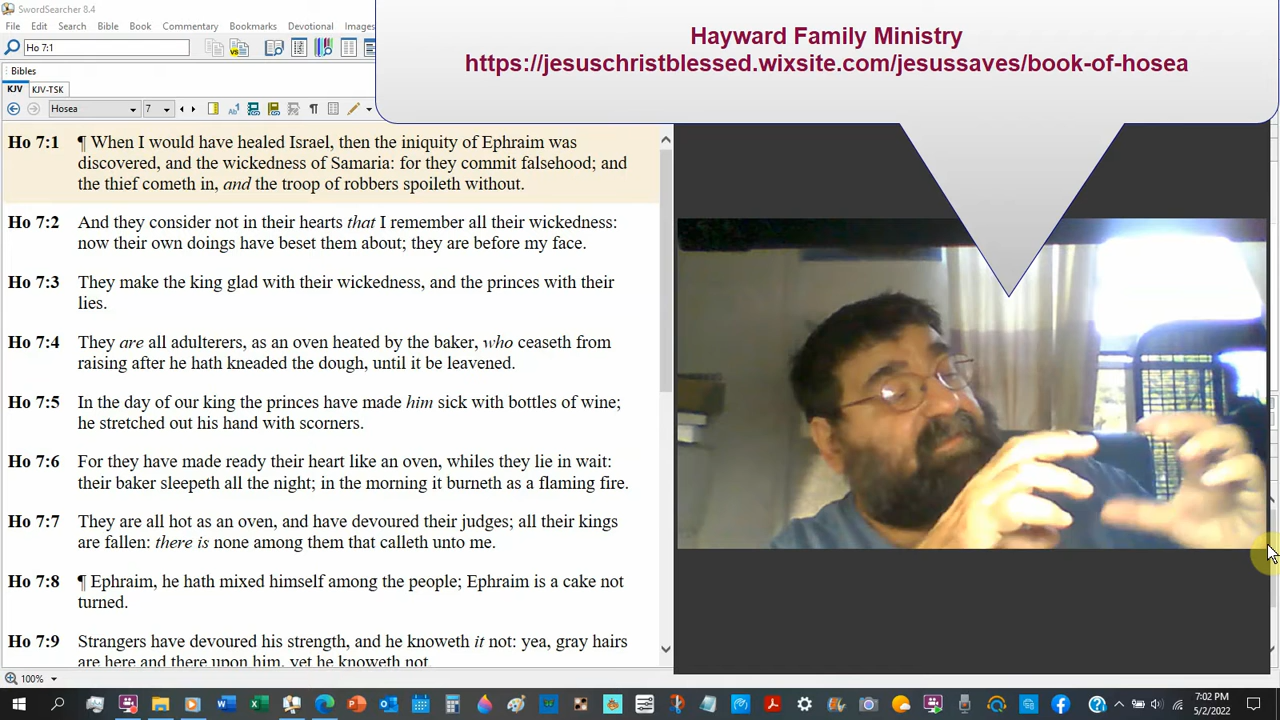 SwordSearcher 8.4
File Edit Search Bible Book Commentary Bookmarks Devotional Images
Ho 7:1
Bibles
KJV KJV-TSK
Hosea 7
Hayward Family Ministry
https://jesuschristblessed.wixsite.com/jesussaves/book-of-hosea
Ho 7:1 ¶ When I would have healed Israel, then the iniquity of Ephraim was
discovered, and the wickedness of Samaria: for they commit falsehood; and
the thief cometh in, and the troop of robbers spoileth without.
Ho 7:2 And they consider not in their hearts that I remember all their wickedness:
now their own doings have beset them about; they are before my face.
Ho 7:3 They make the king glad with their wickedness, and the princes with their
lies.
Ho 7:4 They are all adulterers, as an oven heated by the baker, who ceaseth from
raising after he hath kneaded the dough, until it be leavened.
Ho 7:5 In the day of our king the princes have made him sick with bottles of wine;
he stretched out his hand with scorners.
Ho 7:6 For they have made ready their heart like an oven, whiles they lie in wait:
their baker sleepeth all the night; in the morning it burneth as a flaming fire.
Ho 7:7 They are all hot as an oven, and have devoured their judges; all their kings
are fallen: there is none among them that calleth unto me.
Ho 7:8 ¶ Ephraim, he hath mixed himself among the people; Ephraim is a cake not
turned.
Ho 7:9 Strangers have devoured his strength, and he knoweth it not: yea, gray hairs
are here and there upon him, yet he knoweth not.
100%
7:02 PM
5/2/2022